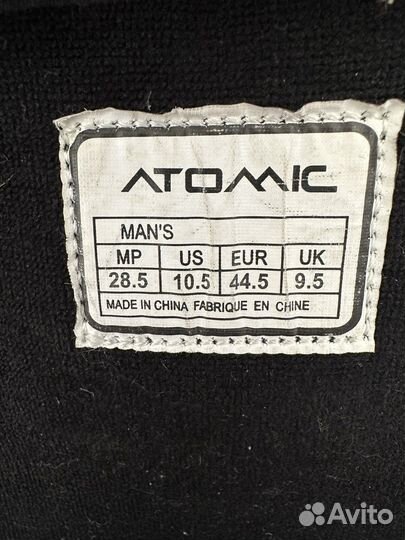 ATOMIC
MAN'S
MP US EUR UK
28.5 10.5 44.5 9.5
MADE IN CHINA FABRIQUE EN CHINE
Avito